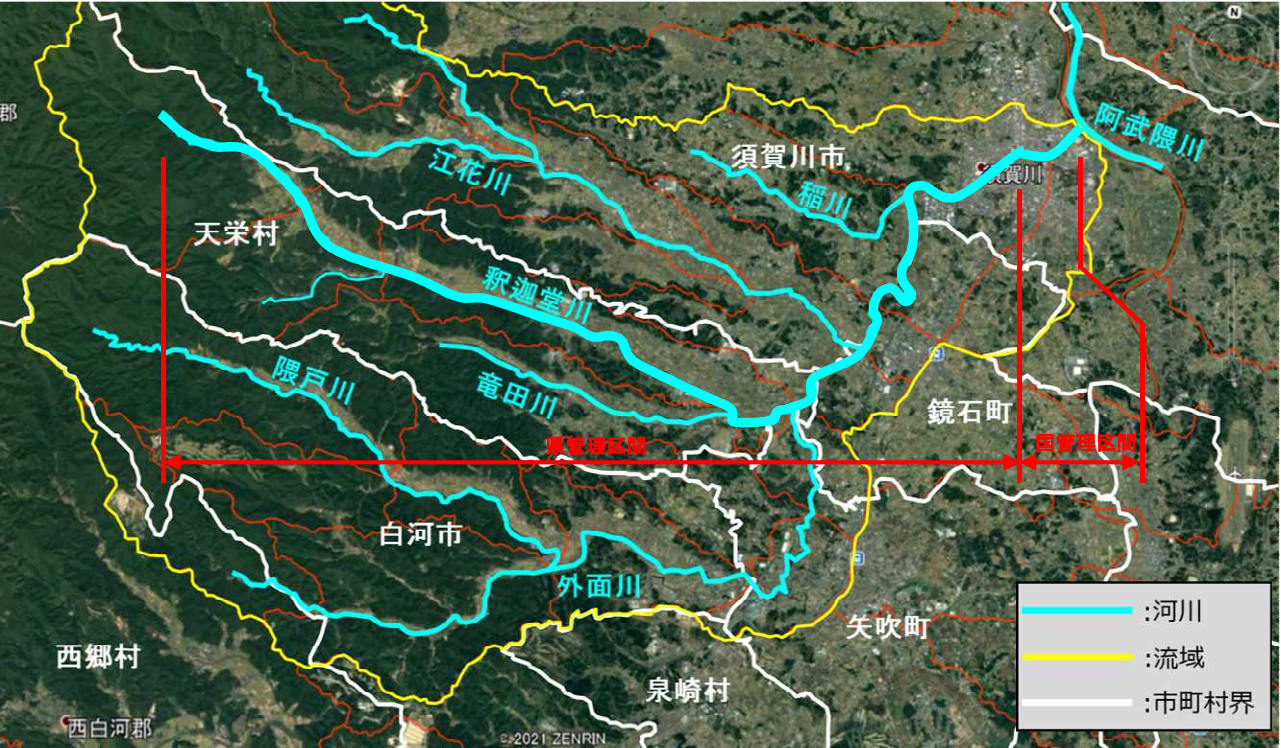 N
郡
阿武隈川
須賀川市
江花川
稲川
須賀川
天栄村
釈迦堂川
隈戸川
竜田川
鏡石町
県管理区間
国管理区間
白河市
外面川
矢吹町
西郷村
泉崎村
西白河郡
© 2021 ZENRIN
:河川
:流域
:市町村界